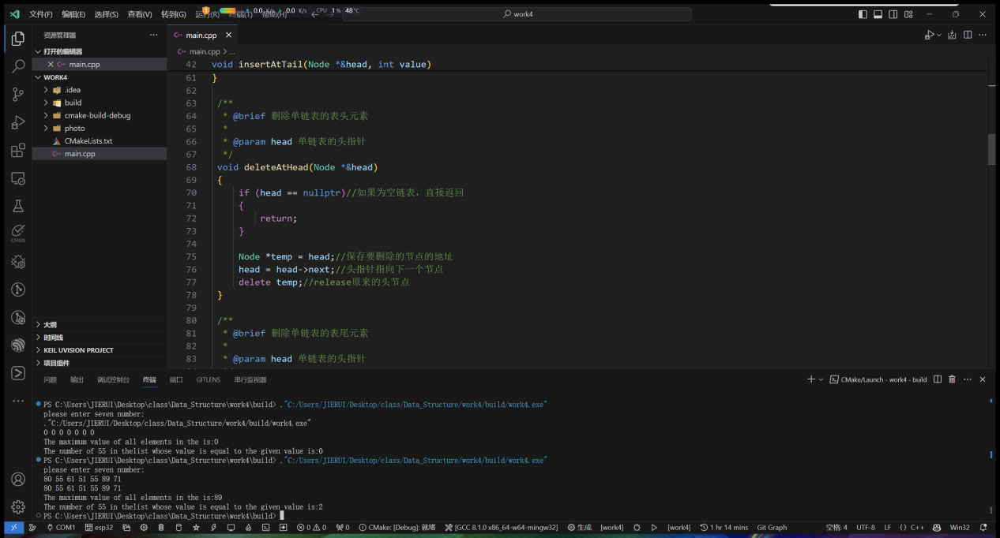 文件(F) 编辑(E) 选择(S) 查看(V) 转到(G) 运行(R) 终端(T) 帮助(H)
0.0 K/s 0.0 K/s CPU 1% 48℃
work4
资源管理器
main.cpp
打开的编辑器
main.cpp
WORK4
.idea
build
cmake-build-debug
photo
CMakeLists.txt
main.cpp
大纲
时间线
KEIL UVISION PROJECT
项目组件
CMSIS
main.cpp > ...
42 void insertAtTail(Node *&head, int value)
61 }
62
63 /**
64 * @brief 删除单链表的表头元素
65 *
66 * @param head 单链表的头指针
67 */
68 void deleteAtHead(Node *&head)
69 {
70 if (head == nullptr)//如果为空链表，直接返回
71 {
72 return;
73 }
74
75 Node *temp = head;//保存要删除的节点的地址
76 head = head->next;//头指针指向下一个节点
77 delete temp;//release原来的头节点
78 }
79
80 /**
81 * @brief 删除单链表的表尾元素
82 *
83 * @param head 单链表的头指针
问题 输出 调试控制台 终端 端口 GITLENS 串行监视器
CMake/Launch - work4 - build
PS C:\Users\JIERUI\Desktop\class\Data_Structure\work4\build> ."C:/Users/JIERUI/Desktop/class/Data_Structure/work4/build/work4.exe"
please enter seven number:
."C:/Users/JIERUI/Desktop/class/Data_Structure/work4/build/work4.exe"
0 0 0 0 0 0 0
The maximum value of all elements in the is:0
The number of 55 in thelist whose value is equal to the given value is:0
PS C:\Users\JIERUI\Desktop\class\Data_Structure\work4\build> ."C:/Users/JIERUI/Desktop/class/Data_Structure/work4/build/work4.exe"
please enter seven number:
80 55 61 51 55 89 71
80 55 61 51 55 89 71
The maximum value of all elements in the is:89
The number of 55 in thelist whose value is equal to the given value is:2
PS C:\Users\JIERUI\Desktop\class\Data_Structure\work4\build>
COM1 esp32 0 0 0 CMake: [Debug]: 就绪 [GCC 8.1.0 x86_64-w64-mingw32] 生成 [work4] [work4] 1 hr 14 mins Git Graph 空格: 4 UTF-8 LF {} C++ Win32